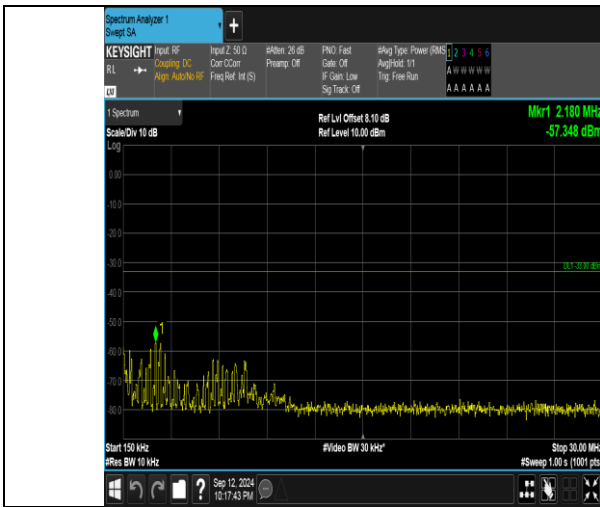 Spectrum Analyzer 1
Swept SA
+
KEYSIGHT Input: RF Input Z: 50 Ω #Atten: 26 dB PNO: Fast #Avg Type: Power (RMS 1 2 3 4 5 6
RL Coupling: DC Corr CCorr Preamp: Off Gate: Off Avg|Hold: 1/1 A W W W W W
Align: Auto/No RF Freq Ref: Int (S) IF Gain: Low Trig: Free Run
Sig Track: Off A A A A A A
LXI
1 Spectrum Ref Lvl Offset 8.10 dB Mkr1 2.180 MHz
Scale/Div 10 dB Ref Level 10.00 dBm -57.348 dBm
Log
0.00
-10.0
-20.0
-30.0
DL1 -33.00 dBm
-40.0
-50.0
1
-60.0
-70.0
-80.0
Start 150 kHz #Video BW 30 kHz* Stop 30.00 MHz
#Res BW 10 kHz #Sweep 1.00 s (1001 pts
? Sep 12, 2024
10:17:43 PM